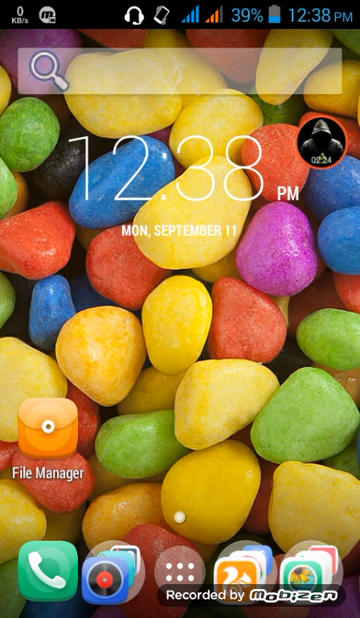 0
KB/s
39% 12:38 PM
02:24
12:38 PM
MON, SEPTEMBER 11
File Manager
Recorded by Mobizen